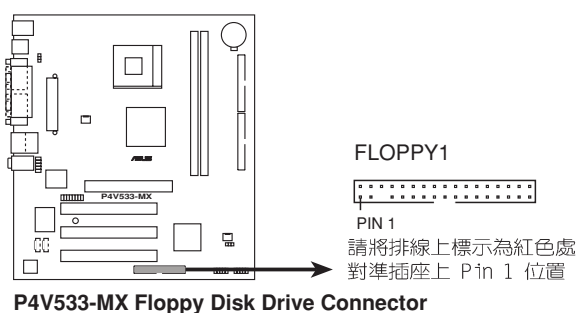 FLOPPY1
ASUS
P4V533-MX
PIN 1
請將排線上標示為紅色處
對準插座上 Pin 1 位置
P4V533-MX Floppy Disk Drive Connector